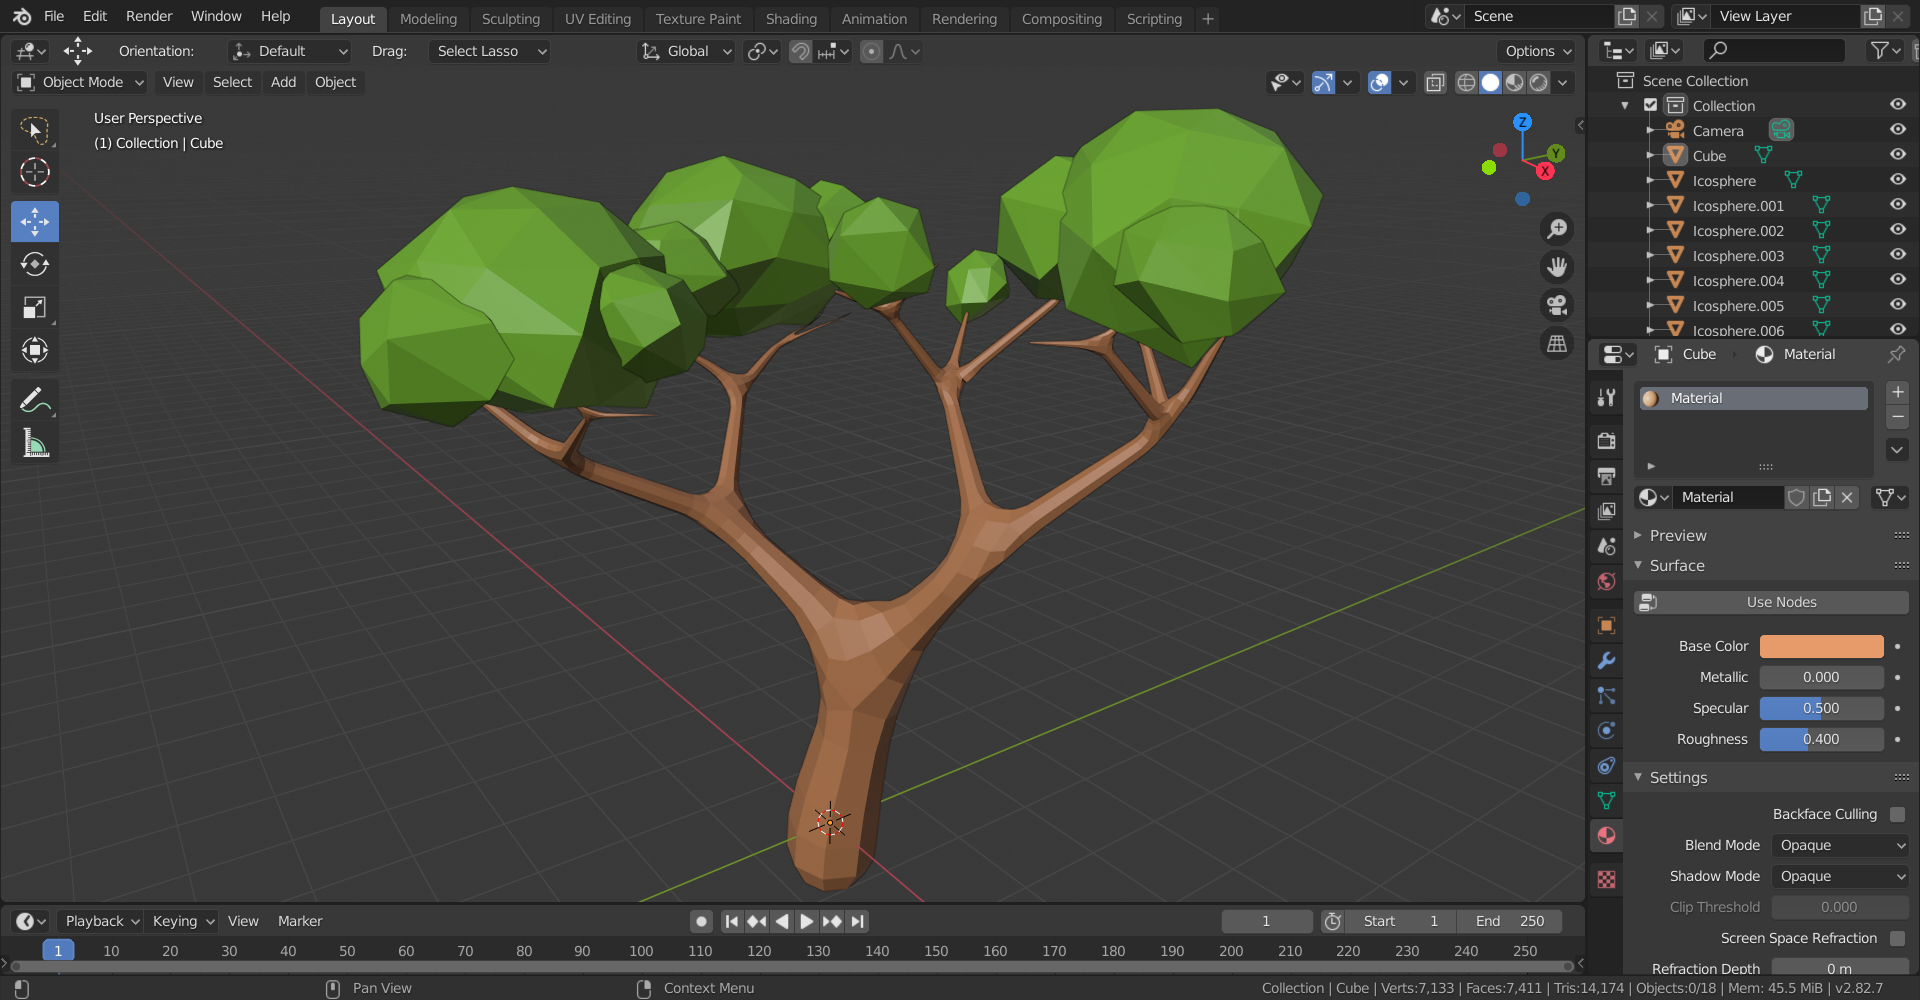 File Edit Render Window Help Layout Modeling Sculpting UV Editing Texture Paint Shading Animation Rendering Compositing Scripting + Scene View Layer
Orientation: Default Drag: Select Lasso Global Options
Object Mode View Select Add Object
User Perspective
(1) Collection | Cube
Z
Y
X
Scene Collection
Collection
Camera
Cube
Icosphere
Icosphere.001
Icosphere.002
Icosphere.003
Icosphere.004
Icosphere.005
Icosphere.006
Cube Material
Material
Material
Preview
Surface
Use Nodes
Base Color
Metallic 0.000
Specular 0.500
Roughness 0.400
Settings
Backface Culling
Blend Mode Opaque
Shadow Mode Opaque
Clip Threshold 0.000
Screen Space Refraction
Refraction Depth 0 m
Playback Keying View Marker 1 Start 1 End 250
1 10 20 30 40 50 60 70 80 90 100 110 120 130 140 150 160 170 180 190 200 210 220 230 240 250
Pan View Context Menu Collection | Cube | Verts:7,133 | Faces:7,411 | Tris:14,174 | Objects:0/18 | Mem: 45.5 MiB | v2.82.7